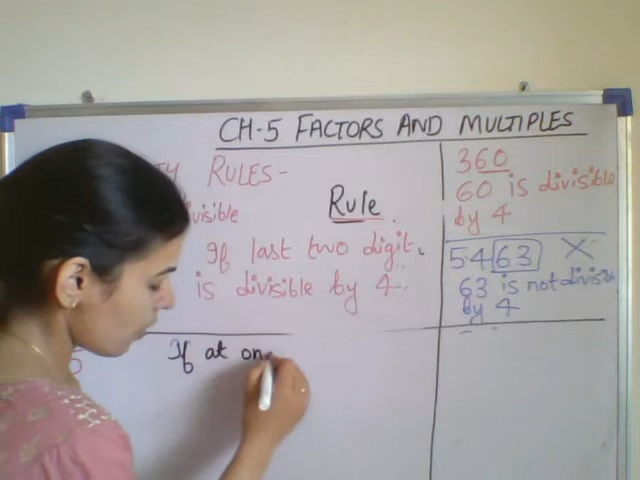 CH-5 FACTORS AND MULTIPLES
RULES-
Rule
If last two digit.
is divisible by 4.
360
60 is divisible
by 4
5463 X
63 is not divisible
by 4
If at on